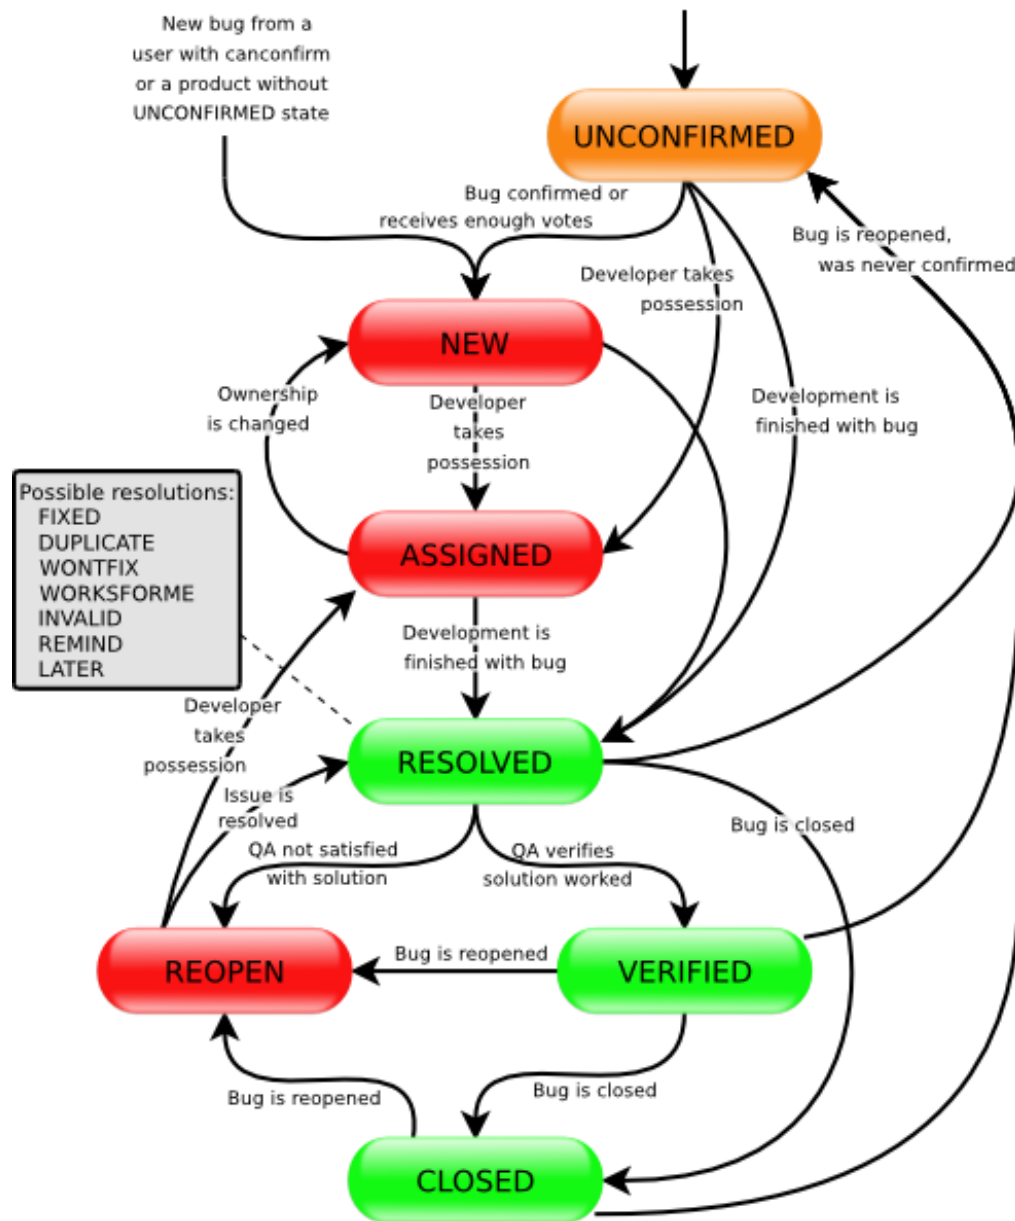 New bug from a
user with canconfirm
or a product without
UNCONFIRMED state
UNCONFIRMED
Bug confirmed or
receives enough votes
Bug is reopened,
was never confirmed
Developer takes
possession
NEW
Ownership
is changed
Developer
takes
possession
Development is
finished with bug
Possible resolutions:
FIXED
DUPLICATE
WONTFIX
WORKSFORME
INVALID
REMIND
LATER
ASSIGNED
Development is
finished with bug
Developer
takes
possession
RESOLVED
Issue is
resolved
Bug is closed
QA not satisfied
with solution
QA verifies
solution worked
REOPEN
Bug is reopened
VERIFIED
Bug is reopened
Bug is closed
CLOSED